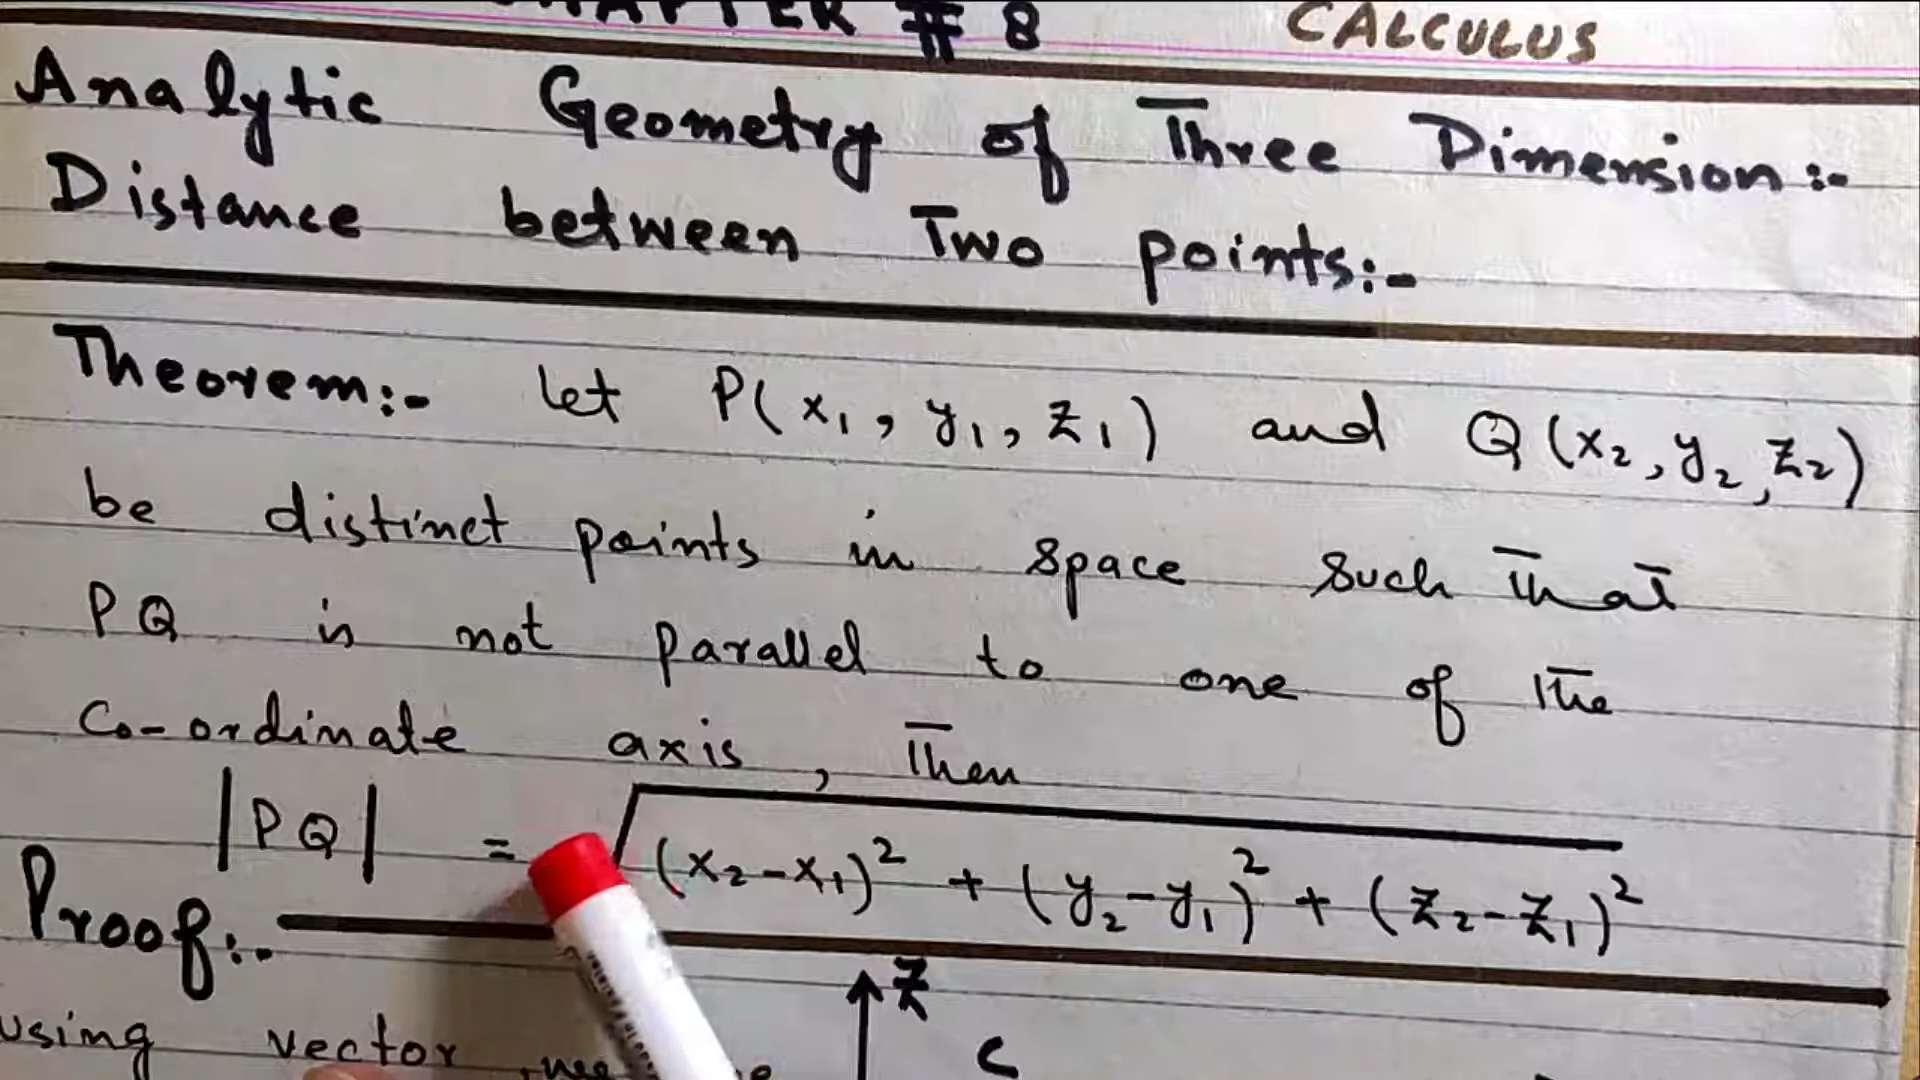 CHAPTER # 8 CALCULUS
Analytic Geometry of Three Dimension:-
Distance between Two points:-
Theorem:- let P(x₁, y₁, z₁) and Q(x₂, y₂, z₂)
be distinct points in space such that
PQ is not parallel to one of the
Co-ordinate axis, Then
|PQ| = √(x₂-x₁)² + (y₂-y₁)² + (z₂-z₁)²
Proof:-
z
using vector
C